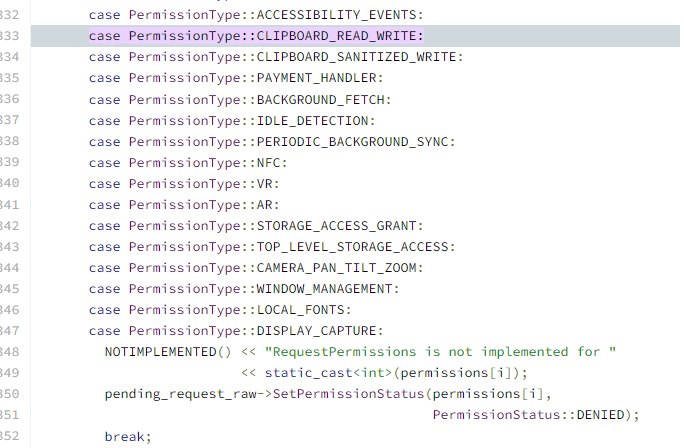 332 case PermissionType::ACCESSIBILITY_EVENTS:
333 case PermissionType::CLIPBOARD_READ_WRITE:
334 case PermissionType::CLIPBOARD_SANITIZED_WRITE:
335 case PermissionType::PAYMENT_HANDLER:
336 case PermissionType::BACKGROUND_FETCH:
337 case PermissionType::IDLE_DETECTION:
338 case PermissionType::PERIODIC_BACKGROUND_SYNC:
339 case PermissionType::NFC:
340 case PermissionType::VR:
341 case PermissionType::AR:
342 case PermissionType::STORAGE_ACCESS_GRANT:
343 case PermissionType::TOP_LEVEL_STORAGE_ACCESS:
344 case PermissionType::CAMERA_PAN_TILT_ZOOM:
345 case PermissionType::WINDOW_MANAGEMENT:
346 case PermissionType::LOCAL_FONTS:
347 case PermissionType::DISPLAY_CAPTURE:
348 NOTIMPLEMENTED() << "RequestPermissions is not implemented for "
349 << static_cast<int>(permissions[i]);
350 pending_request_raw->SetPermissionStatus(permissions[i],
351 PermissionStatus::DENIED);
352 break;